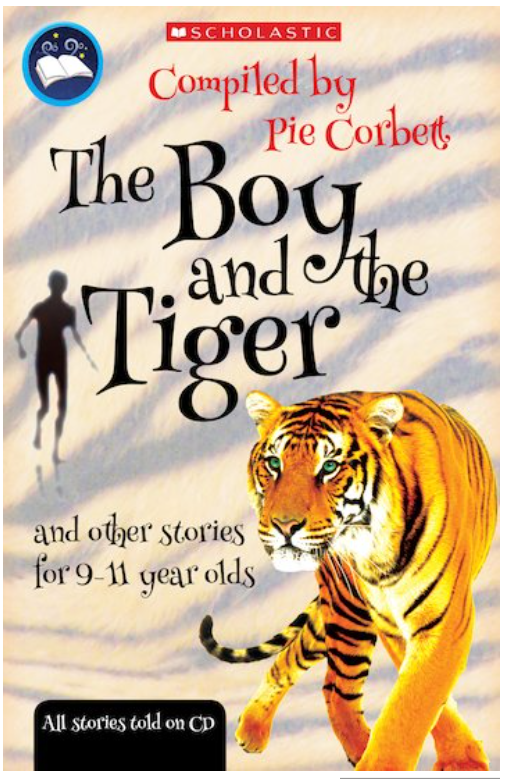 SCHOLASTIC
Compiled by
Pie Corbett
The Boy
and the
Tiger
and other stories
for 9-11 year olds
All stories told on CD